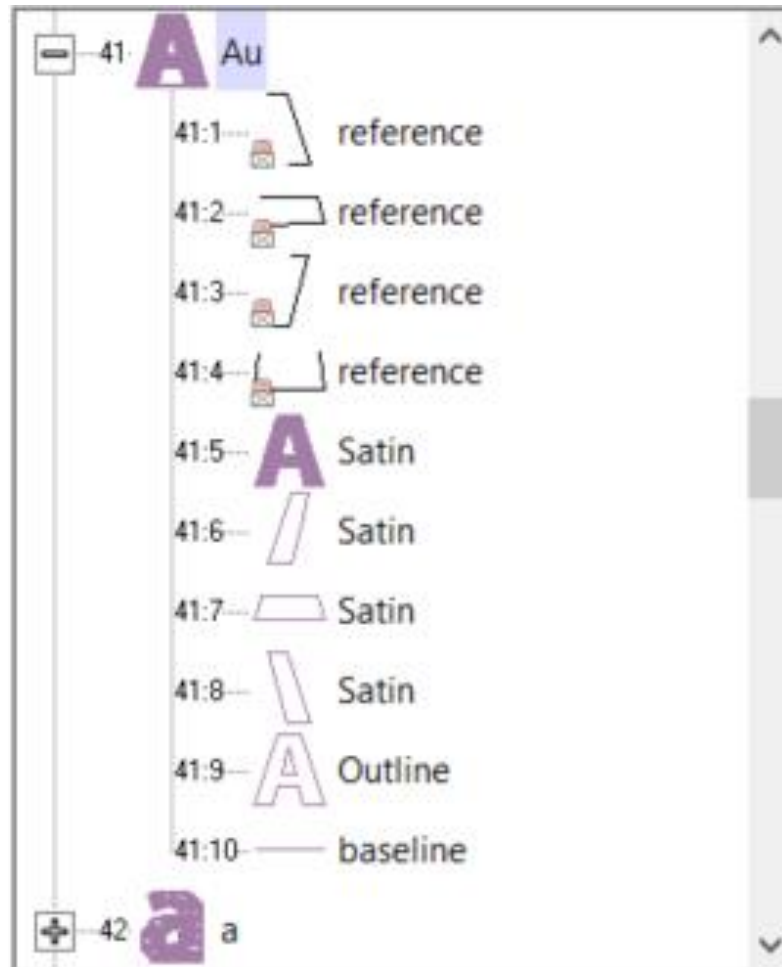 41 A Au
41:1 reference
41:2 reference
41:3 reference
41:4 reference
41:5 A Satin
41:6 Satin
41:7 Satin
41:8 Satin
41:9 A Outline
41:10 baseline
42 a a